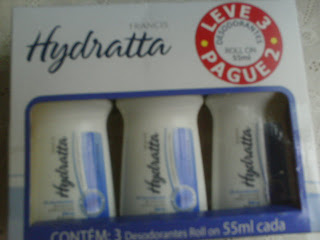 FRANCIS
Hydratta
LEVE 3
DESODORANTES
ROLL ON
55ml
PAGUE 2
Hydratta
Hydratta
Hydratta
CONTÉM: 3 Desodorantes Roll on 55ml cada